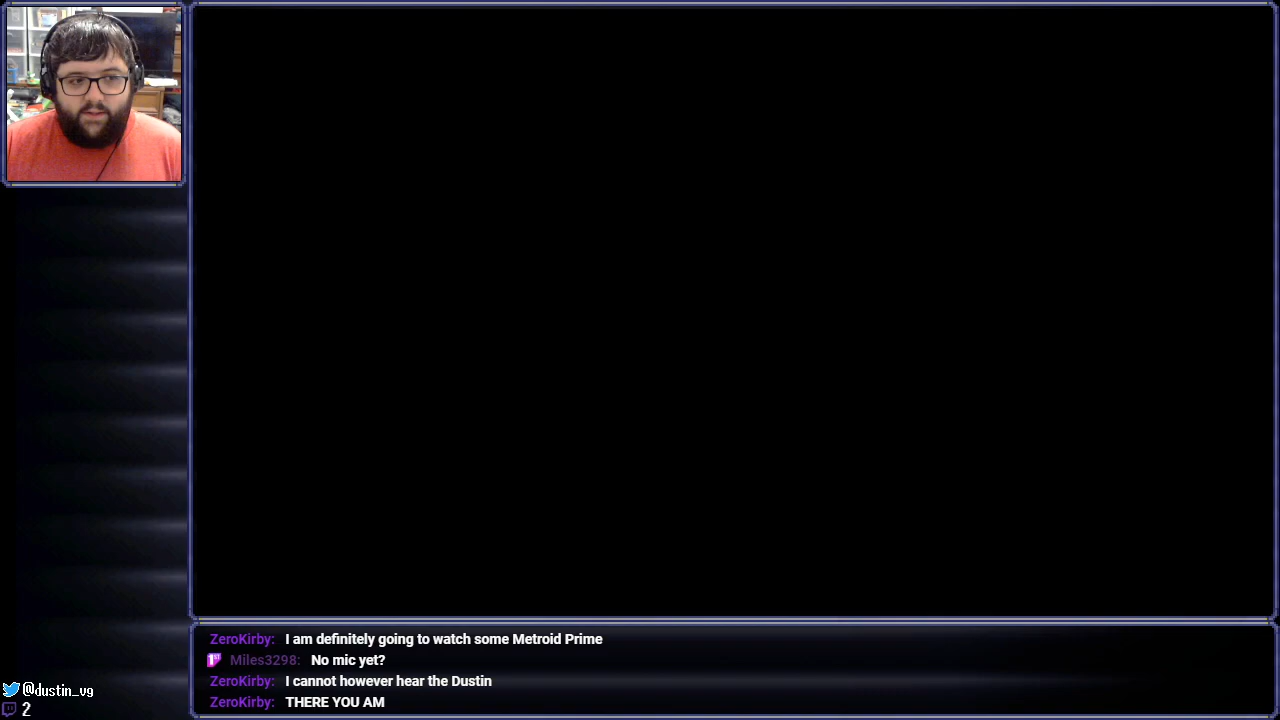 ZeroKirby: I am definitely going to watch some Metroid Prime
1ST Miles3298: No mic yet?
ZeroKirby: I cannot however hear the Dustin
ZeroKirby: THERE YOU AM
@dustin_vg
2